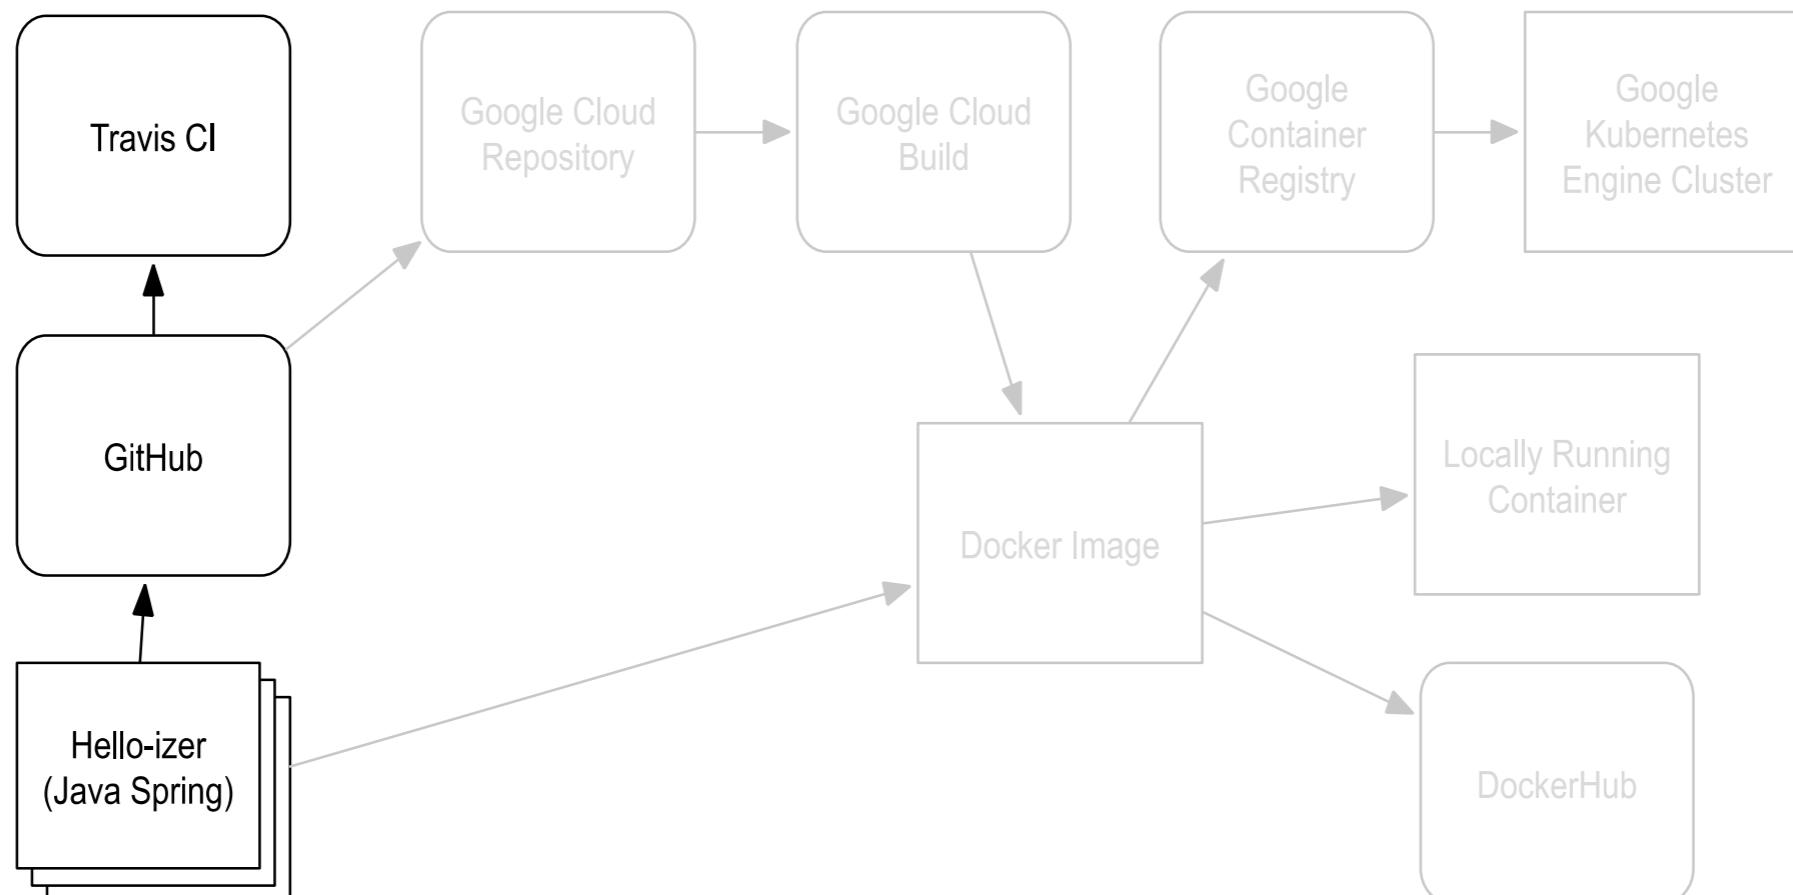 Travis CI
Google Cloud
Repository
Google Cloud
Build
Google
Container
Registry
Google
Kubernetes
Engine Cluster
GitHub
Docker Image
Locally Running
Container
Hello-izer
(Java Spring)
DockerHub